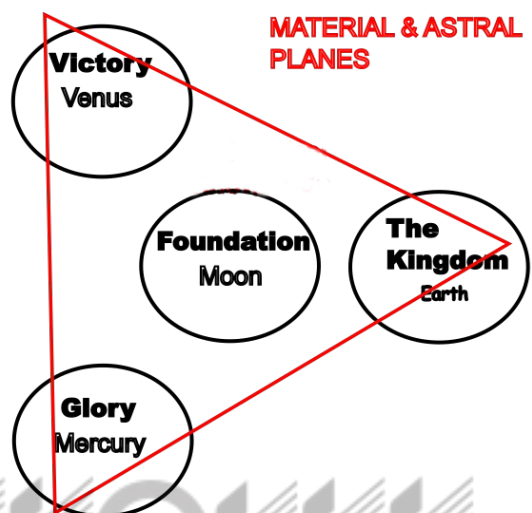 MATERIAL & ASTRAL
PLANES
Victory
Venus
Foundation
Moon
The
Kingdom
Earth
Glory
Mercury